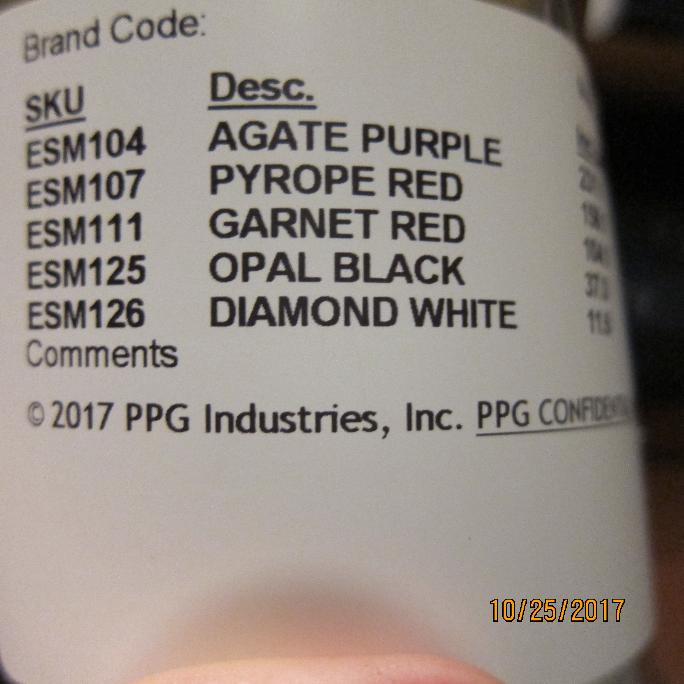 Brand Code:
SKU Desc.
ESM104 AGATE PURPLE
ESM107 PYROPE RED
ESM111 GARNET RED
ESM125 OPAL BLACK
ESM126 DIAMOND WHITE
Comments
© 2017 PPG Industries, Inc. PPG
10/25/2017